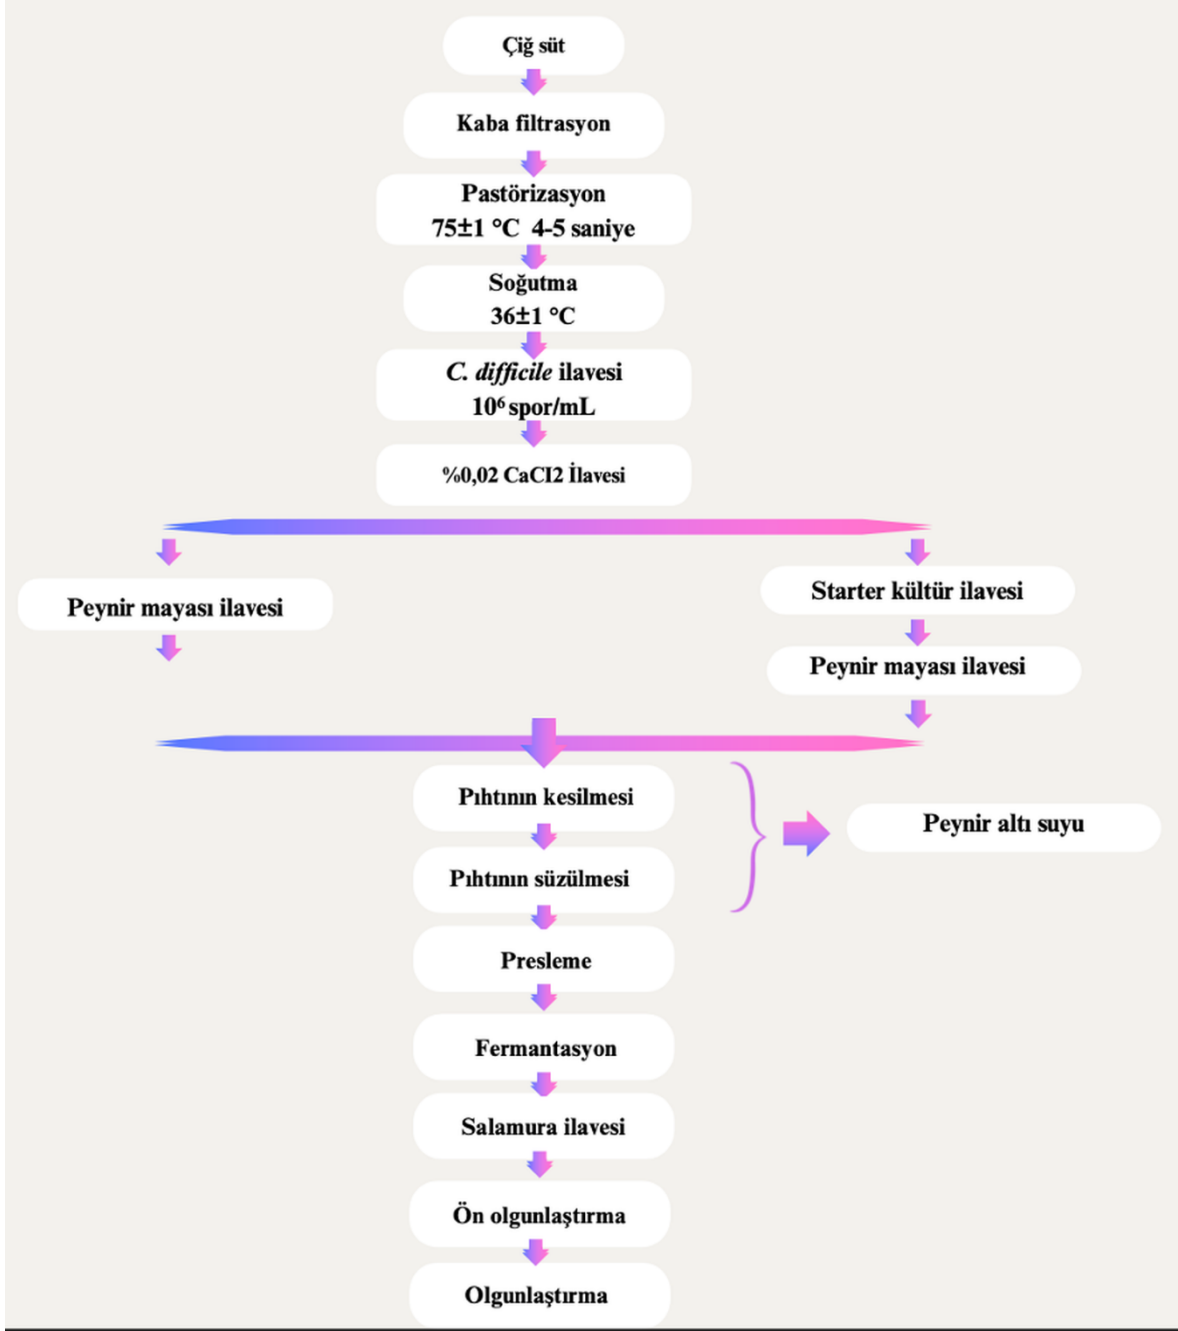 Çiğ süt
Kaba filtrasyon
Pastörizasyon
75±1 °C 4-5 saniye
Soğutma
36±1 °C
C. difficile ilavesi
10⁶ spor/mL
%0,02 CaCI2 İlavesi
Peynir mayası ilavesi
Starter kültür ilavesi
Peynir mayası ilavesi
Pıhtının kesilmesi
Pıhtının süzülmesi
Peynir altı suyu
Presleme
Fermantasyon
Salamura ilavesi
Ön olgunlaştırma
Olgunlaştırma